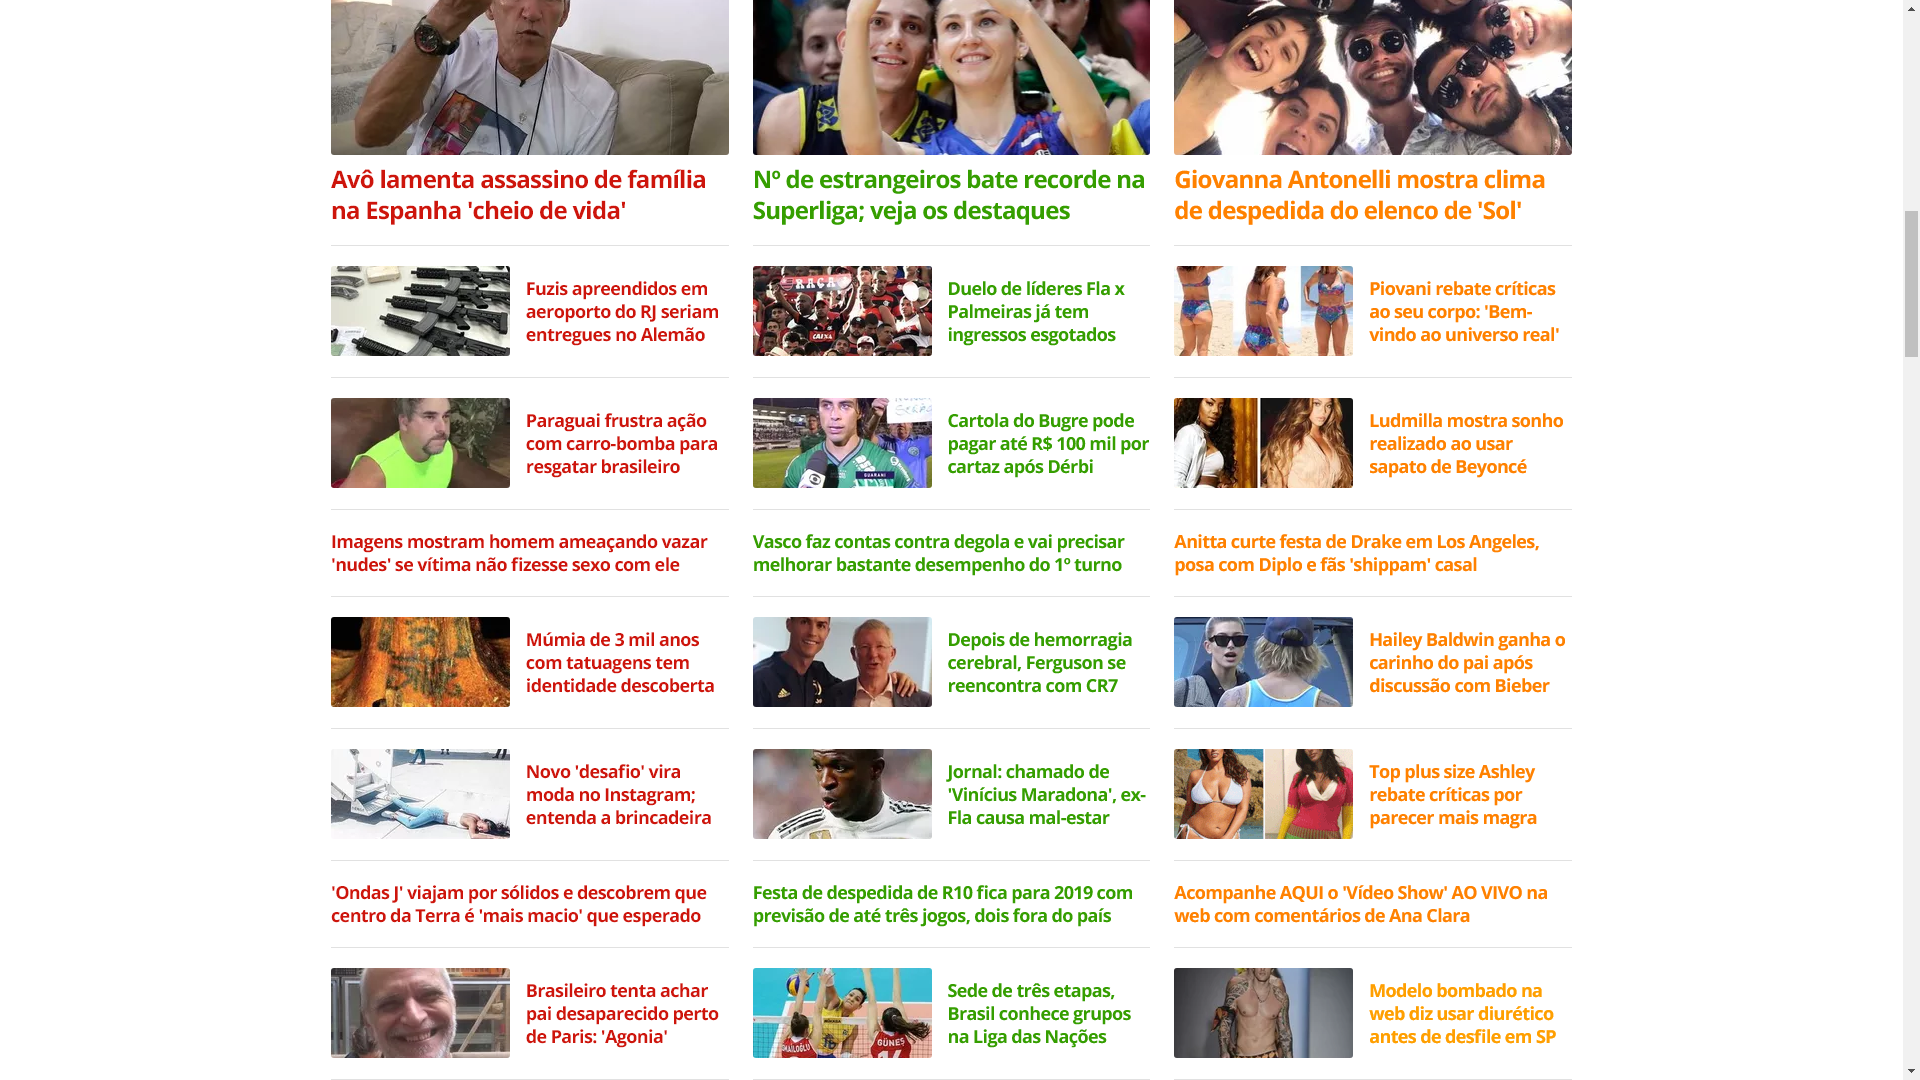 Avô lamenta assassino de família
na Espanha 'cheio de vida'
Fuzis apreendidos em
aeroporto do RJ seriam
entregues no Alemão
Paraguai frustra ação
com carro-bomba para
resgatar brasileiro
Imagens mostram homem ameaçando vazar
'nudes' se vítima não fizesse sexo com ele
Múmia de 3 mil anos
com tatuagens tem
identidade descoberta
Novo 'desafio' vira
moda no Instagram;
entenda a brincadeira
'Ondas J' viajam por sólidos e descobrem que
centro da Terra é 'mais macio' que esperado
Brasileiro tenta achar
pai desaparecido perto
de Paris: 'Agonia'
Nº de estrangeiros bate recorde na
Superliga; veja os destaques
RAÇA
CAIXA
Duelo de líderes Fla x
Palmeiras já tem
ingressos esgotados
GUARANI
Cartola do Bugre pode
pagar até R$ 100 mil por
cartaz após Dérbi
Vasco faz contas contra degola e vai precisar
melhorar bastante desempenho do 1º turno
Depois de hemorragia
cerebral, Ferguson se
reencontra com CR7
Jornal: chamado de
'Vinícius Maradona', ex-
Fla causa mal-estar
Festa de despedida de R10 fica para 2019 com
previsão de até três jogos, dois fora do país
GÜNEŞ
14
Sede de três etapas,
Brasil conhece grupos
na Liga das Nações
Giovanna Antonelli mostra clima
de despedida do elenco de 'Sol'
Piovani rebate críticas
ao seu corpo: 'Bem-
vindo ao universo real'
Ludmilla mostra sonho
realizado ao usar
sapato de Beyoncé
Anitta curte festa de Drake em Los Angeles,
posa com Diplo e fãs 'shippam' casal
Hailey Baldwin ganha o
carinho do pai após
discussão com Bieber
Top plus size Ashley
rebate críticas por
parecer mais magra
Acompanhe AQUI o 'Vídeo Show' AO VIVO na
web com comentários de Ana Clara
Modelo bombado na
web diz usar diurético
antes de desfile em SP